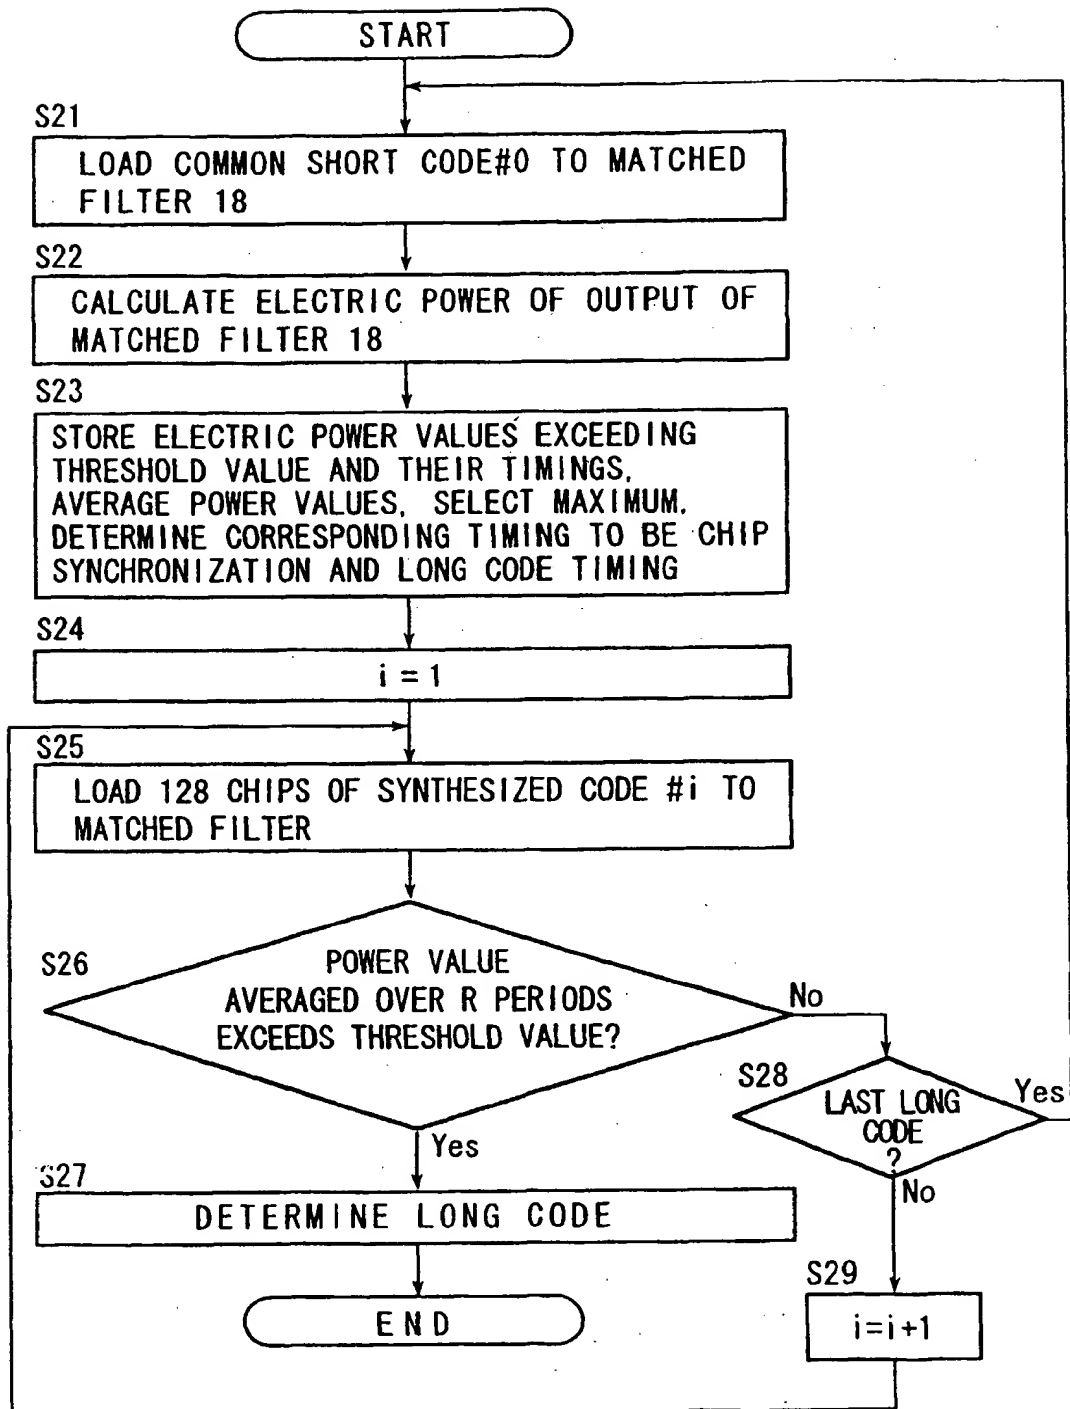 START
S21
LOAD COMMON SHORT CODE#0 TO MATCHED
FILTER 18
S22
CALCULATE ELECTRIC POWER OF OUTPUT OF
MATCHED FILTER 18
S23
STORE ELECTRIC POWER VALUES EXCEEDING
THRESHOLD VALUE AND THEIR TIMINGS,
AVERAGE POWER VALUES, SELECT MAXIMUM.
DETERMINE CORRESPONDING TIMING TO BE CHIP
SYNCHRONIZATION AND LONG CODE TIMING
S24
i = 1
S25
LOAD 128 CHIPS OF SYNTHESIZED CODE #i TO
MATCHED FILTER
S26
POWER VALUE
AVERAGED OVER R PERIODS
EXCEEDS THRESHOLD VALUE?
No
S28
LAST LONG
CODE
?
Yes
Yes
No
S27
DETERMINE LONG CODE
S29
i=i+1
END